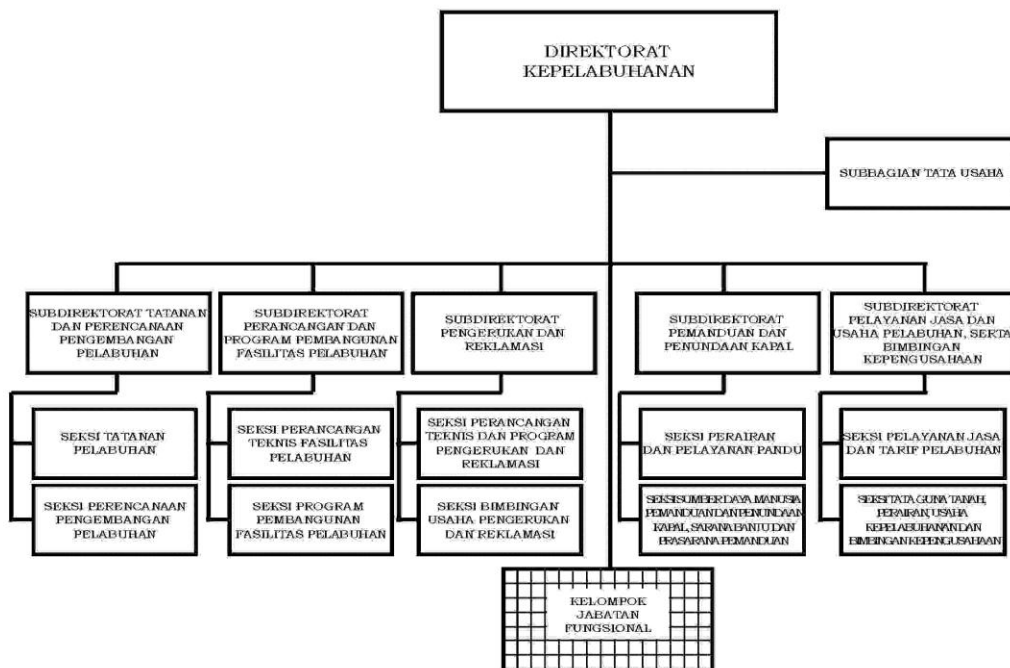 DIREKTORAT
KEPELABUHANAN
SUBBAGIAN TATA USAHA
SUBDIREKTORAT TATANAN
DAN PERENCANAAN
PENGEMBANGAN
PELABUHAN
SUBDIREKTORAT
PERANCANGAN DAN
PROGRAM PEMBANGUNAN
FASILITAS PELABUHAN
SUBDIREKTORAT
PENGERUKAN DAN
REKLAMASI
SUBDIREKTORAT
PEMANDUAN DAN
PENUNDAAN KAPAL
SUBDIREKTORAT
PELAYANAN JASA DAN
USAHA PELABUHAN, SERTA
BIMBINGAN
KEPENGUSAHAAN
SEKSI TATANAN
PELABUHAN
SEKSI PERANCANGAN
TEKNIS FASILITAS
PELABUHAN
SEKSI PERANCANGAN
TEKNIS DAN PROGRAM
PENGERUKAN DAN
REKLAMASI
SEKSI PERAIRAN
DAN PELAYANAN PANDU
SEKSI PELAYANAN JASA
DAN TARIF PELABUHAN
SEKSI PERENCANAAN
PENGEMBANGAN
PELABUHAN
SEKSI PROGRAM
PEMBANGUNAN
FASILITAS PELABUHAN
SEKSI BIMBINGAN
USAHA PENGERUKAN
DAN REKLAMASI
SEKSI SUMBER DAYA MANUSIA
PEMANDUAN DAN PENUNDAAN
KAPAL, SARANA BANTU DAN
PRASARANA PEMANDUAN
SEKSI TATA GUNA TANAH,
PERAIRAN, USAHA
KEPELABUHANAN DAN
BIMBINGAN KEPENGUSAHAAN
KELOMPOK
JABATAN
FUNGSIONAL